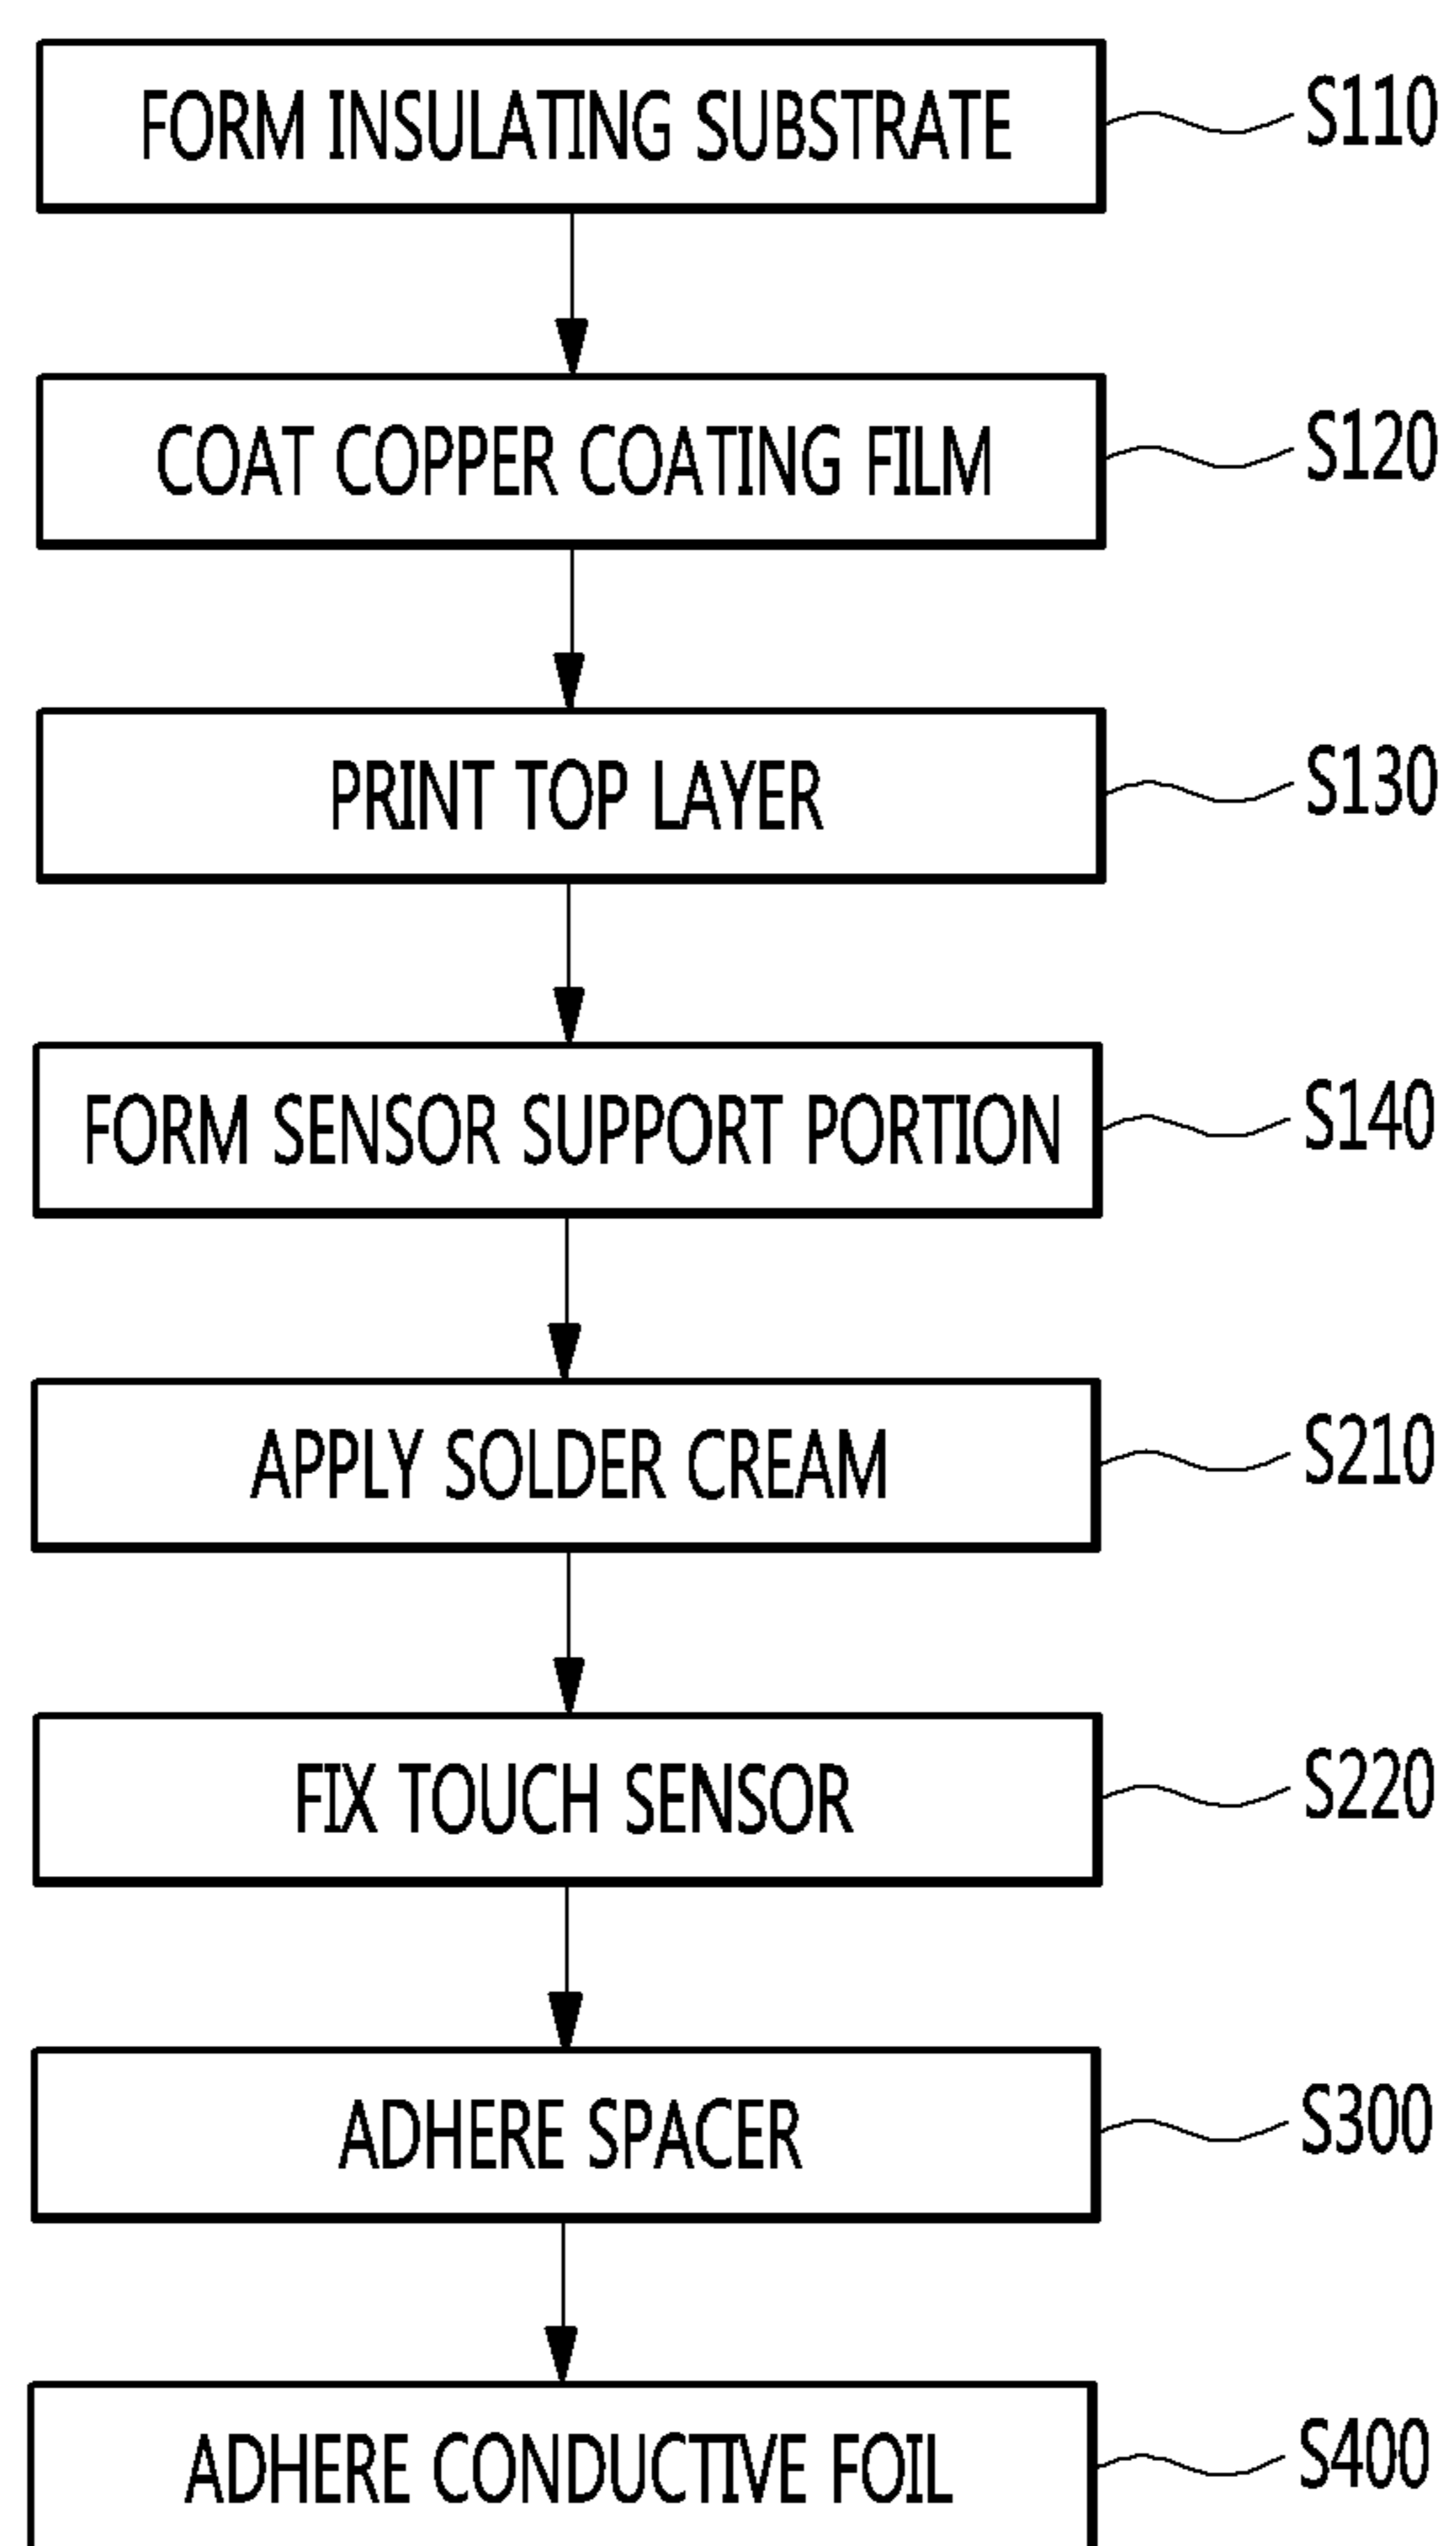 FORM INSULATING SUBSTRATE S110
COAT COPPER COATING FILM S120
PRINT TOP LAYER S130
FORM SENSOR SUPPORT PORTION S140
APPLY SOLDER CREAM S210
FIX TOUCH SENSOR S220
ADHERE SPACER S300
ADHERE CONDUCTIVE FOIL S400